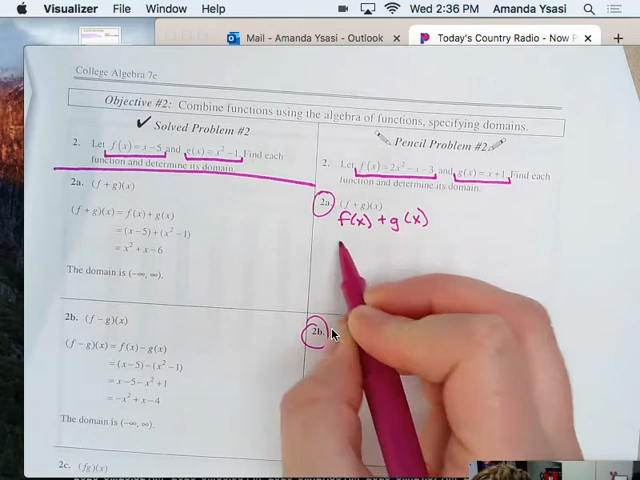 Visualizer File Window Help Wed 2:36 PM Amanda Ysasi
Mail - Amanda Ysasi - Outlook × Today's Country Radio - Now P ×
College Algebra 7e
Objective #2: Combine functions using the algebra of functions, specifying domains.
✓ Solved Problem #2
2. Let f(x) = x – 5 and g(x) = x² – 1. Find each
function and determine its domain.
2a. (f + g)(x)
(f + g)(x) = f(x) + g(x)
= (x – 5) + (x² – 1)
= x² + x – 6
The domain is (–∞, ∞).
2b. (f – g)(x)
(f – g)(x) = f(x) – g(x)
= (x – 5) – (x² – 1)
= x – 5 – x² + 1
= –x² + x – 4
The domain is (–∞, ∞).
2c. (fg)(x)
Pencil Problem #2
2. Let f(x) = 2x² – x – 3 and g(x) = x + 1. Find each
function and determine its domain.
2a. (f + g)(x)
f(x) + g(x)
2b.